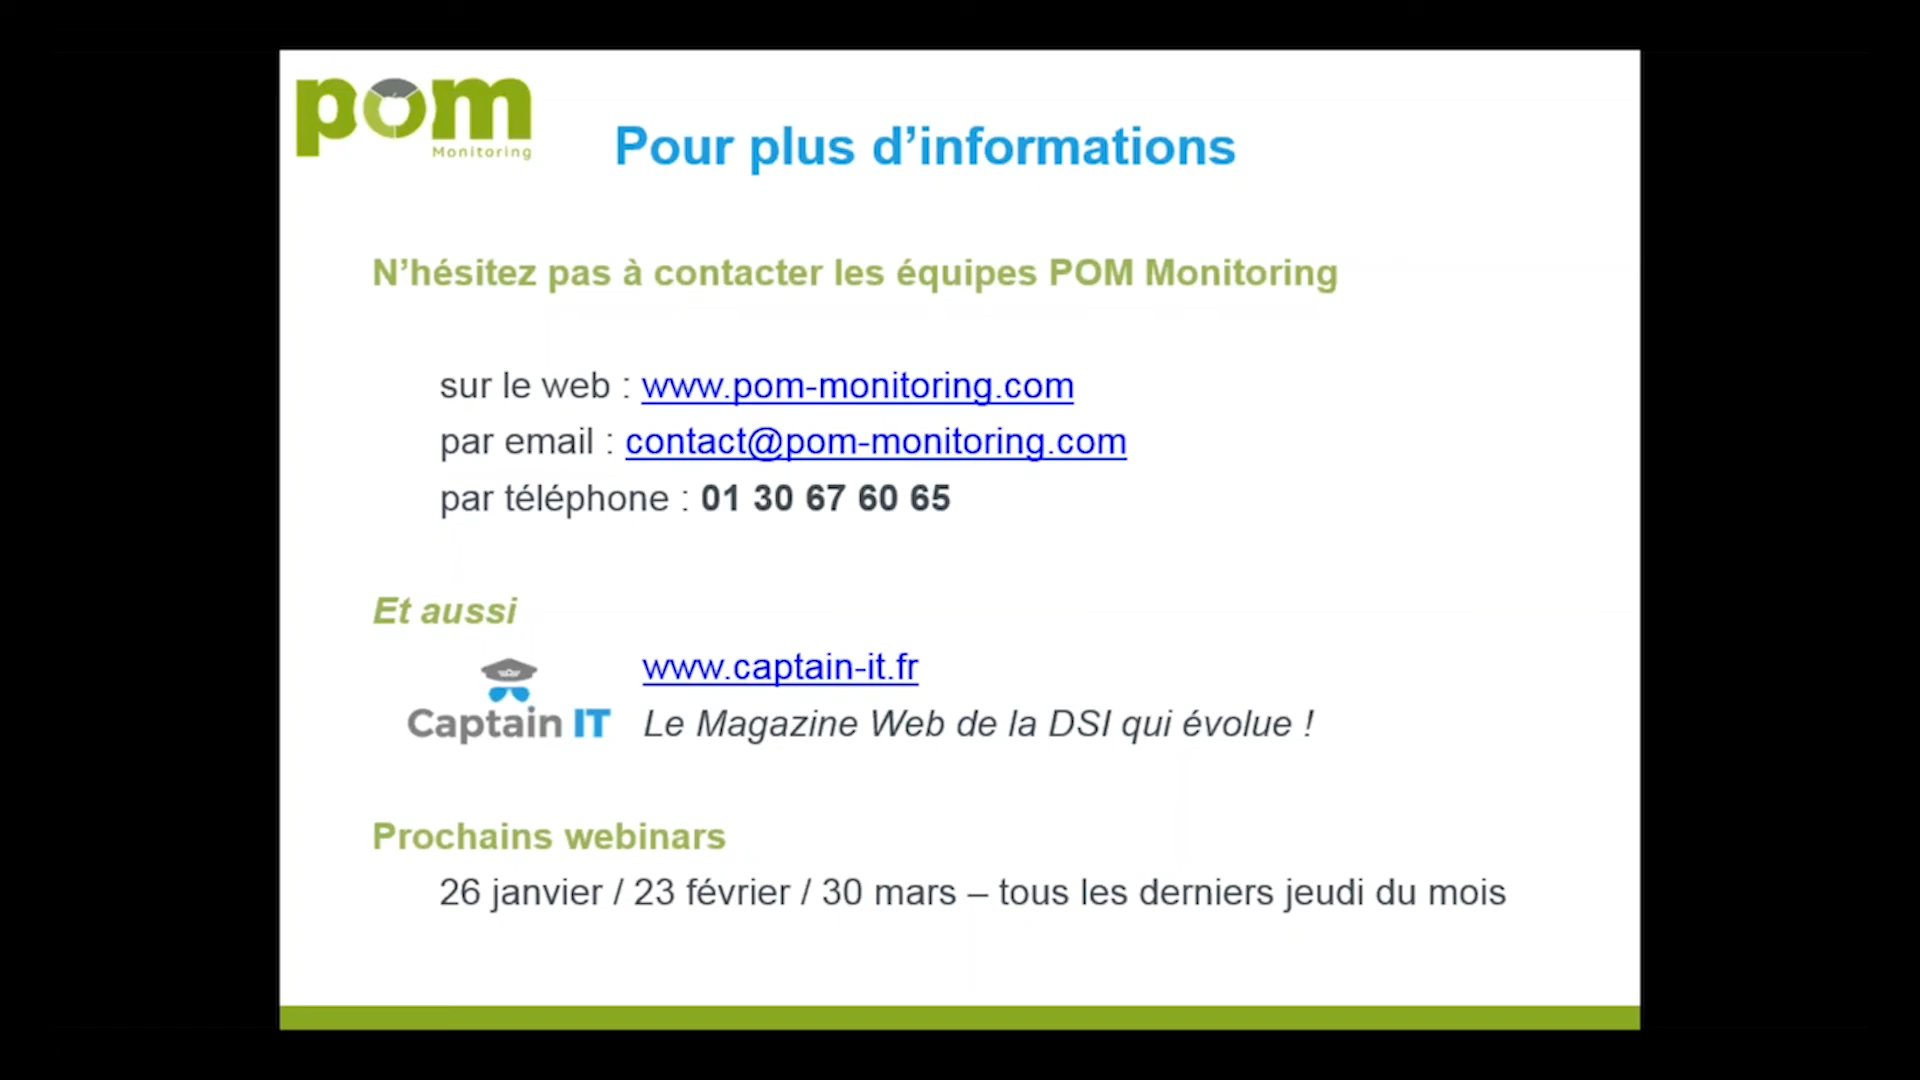 pom
Monitoring
Pour plus d’informations
N’hésitez pas à contacter les équipes POM Monitoring
sur le web : www.pom-monitoring.com
par email : contact@pom-monitoring.com
par téléphone : 01 30 67 60 65
Et aussi
www.captain-it.fr
Captain IT
Le Magazine Web de la DSI qui évolue !
Prochains webinars
26 janvier / 23 février / 30 mars – tous les derniers jeudi du mois